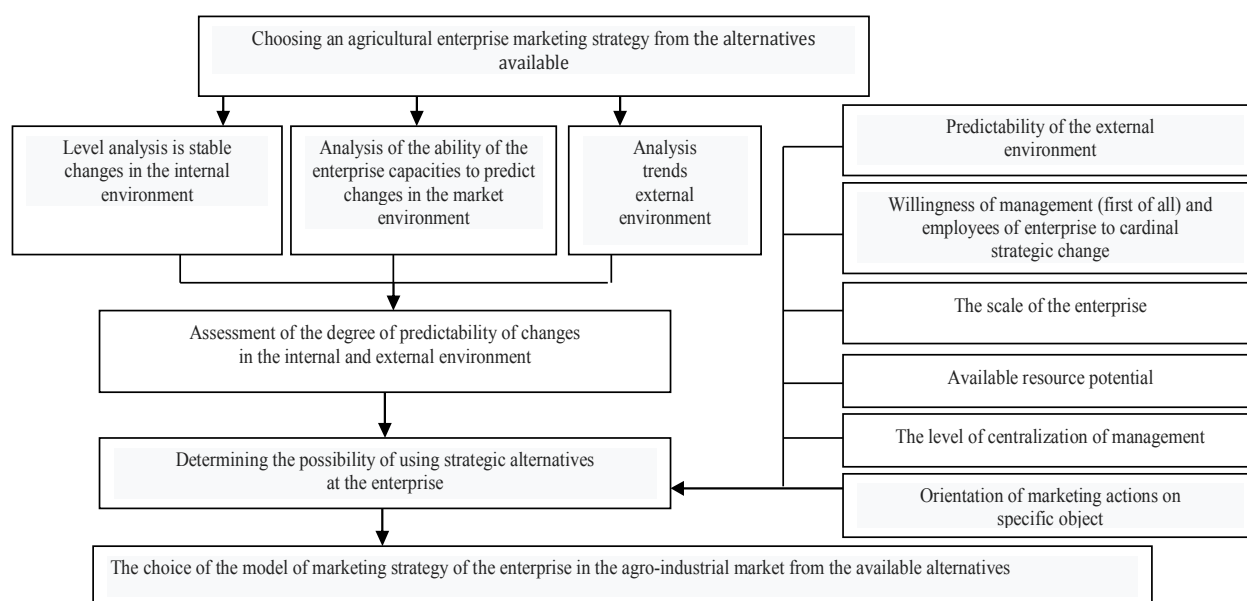 Choosing an agricultural enterprise marketing strategy from the alternatives
available
Level analysis is stable
changes in the internal
environment
Analysis of the ability of the
enterprise capacities to predict
changes in the market
environment
Analysis
trends
external
environment
Assessment of the degree of predictability of changes
in the internal and external environment
Determining the possibility of using strategic alternatives
at the enterprise
The choice of the model of marketing strategy of the enterprise in the agro-industrial market from the available alternatives
Predictability of the external
environment
Willingness of management (first of all) and
employees of enterprise to cardinal
strategic change
The scale of the enterprise
Available resource potential
The level of centralization of management
Orientation of marketing actions on
specific object